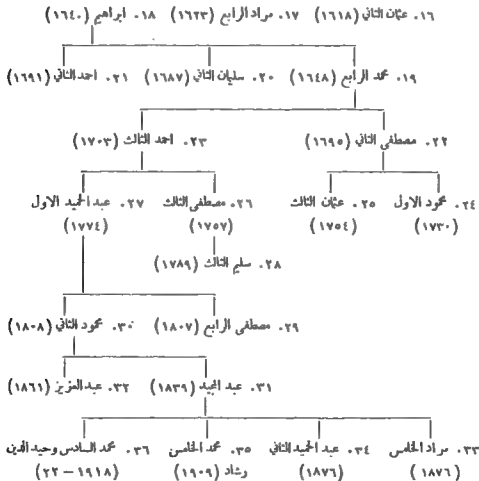 ١٦. عثمان الثاني (١٦١٨) ١٧. مراد الرابع (١٦٢٣) ١٨. ابراهيم (١٦٤٠)
١٩. محمد الرابع (١٦٤٨) ٢٠. سليمان الثاني (١٦٨٧) ٢١. احمد الثاني (١٦٩١)
٢٢. مصطفى الثاني (١٦٩٥) ٢٣. احمد الثالث (١٧٠٣)
٢٤. محمود الاول ٢٥. عثمان الثالث ٢٦. مصطفى الثالث ٢٧. عبد الحميد الاول
(١٧٣٠) (١٧٥٤) (١٧٥٧) (١٧٧٤)
٢٨. سليم الثالث (١٧٨٩)
٢٩. مصطفى الرابع (١٨٠٧) ٣٠. محمود الثاني (١٨٠٨)
٣١. عبد المجيد (١٨٣٩) ٣٢. عبد العزيز (١٨٦١)
٣٣. مراد الخامس ٣٤. عبد الحميد الثاني ٣٥. محمد الخامس ٣٦. محمد السادس وحيد الدين
(١٨٧٦) (١٨٧٦) رشاد (١٩٠٩) (١٩١٨–٢٢)